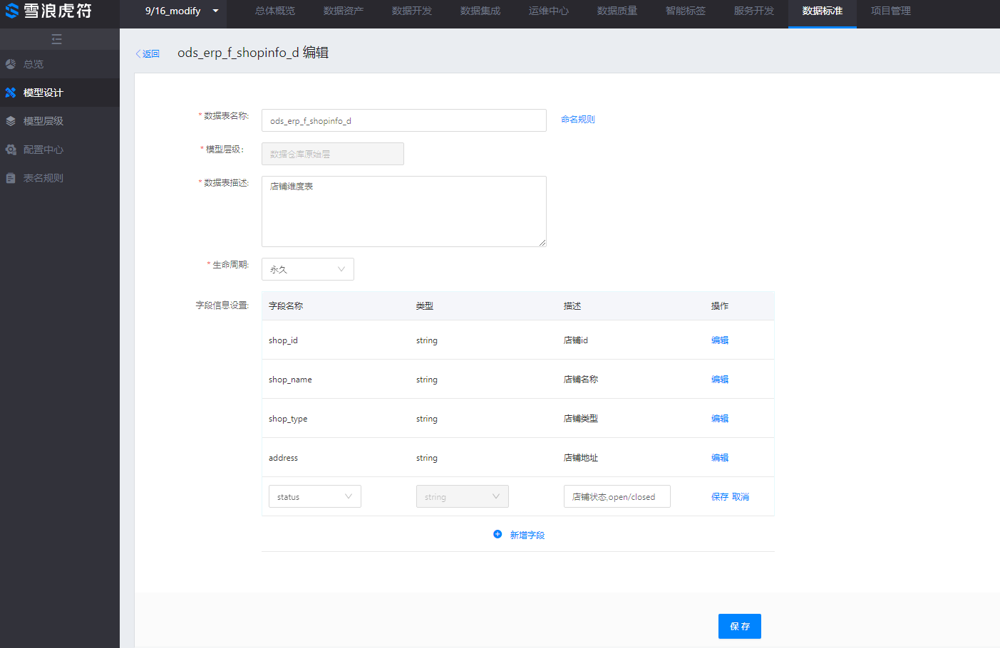 雪浪虎符 9/16_modify 总体概览 数据资产 数据开发 数据集成 运维中心 数据质量 智能标签 服务开发 数据标准 项目管理
总览
模型设计
模型层级
配置中心
表名规则
返回 ods_erp_f_shopinfo_d 编辑
* 数据表名称: ods_erp_f_shopinfo_d 命名规则
* 模型层级: 数据仓库原始层
* 数据表描述: 店铺维度表
* 生命周期: 永久
字段信息设置: 字段名称 类型 描述 操作
shop_id string 店铺id 编辑
shop_name string 店铺名称 编辑
shop_type string 店铺类型 编辑
address string 店铺地址 编辑
status string 店铺状态,open/closed 保存 取消
新增字段
保存